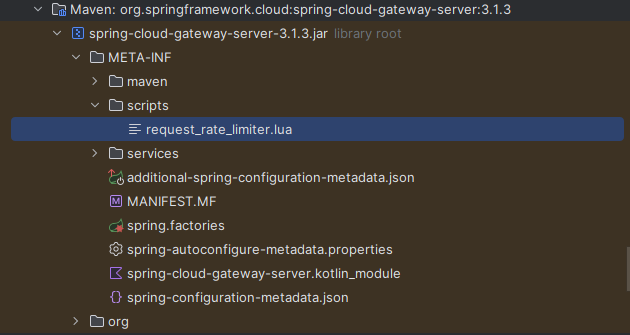 Maven: org.springframework.cloud:spring-cloud-gateway-server:3.1.3
spring-cloud-gateway-server-3.1.3.jar library root
META-INF
maven
scripts
request_rate_limiter.lua
services
additional-spring-configuration-metadata.json
MANIFEST.MF
spring.factories
spring-autoconfigure-metadata.properties
spring-cloud-gateway-server.kotlin_module
spring-configuration-metadata.json
org